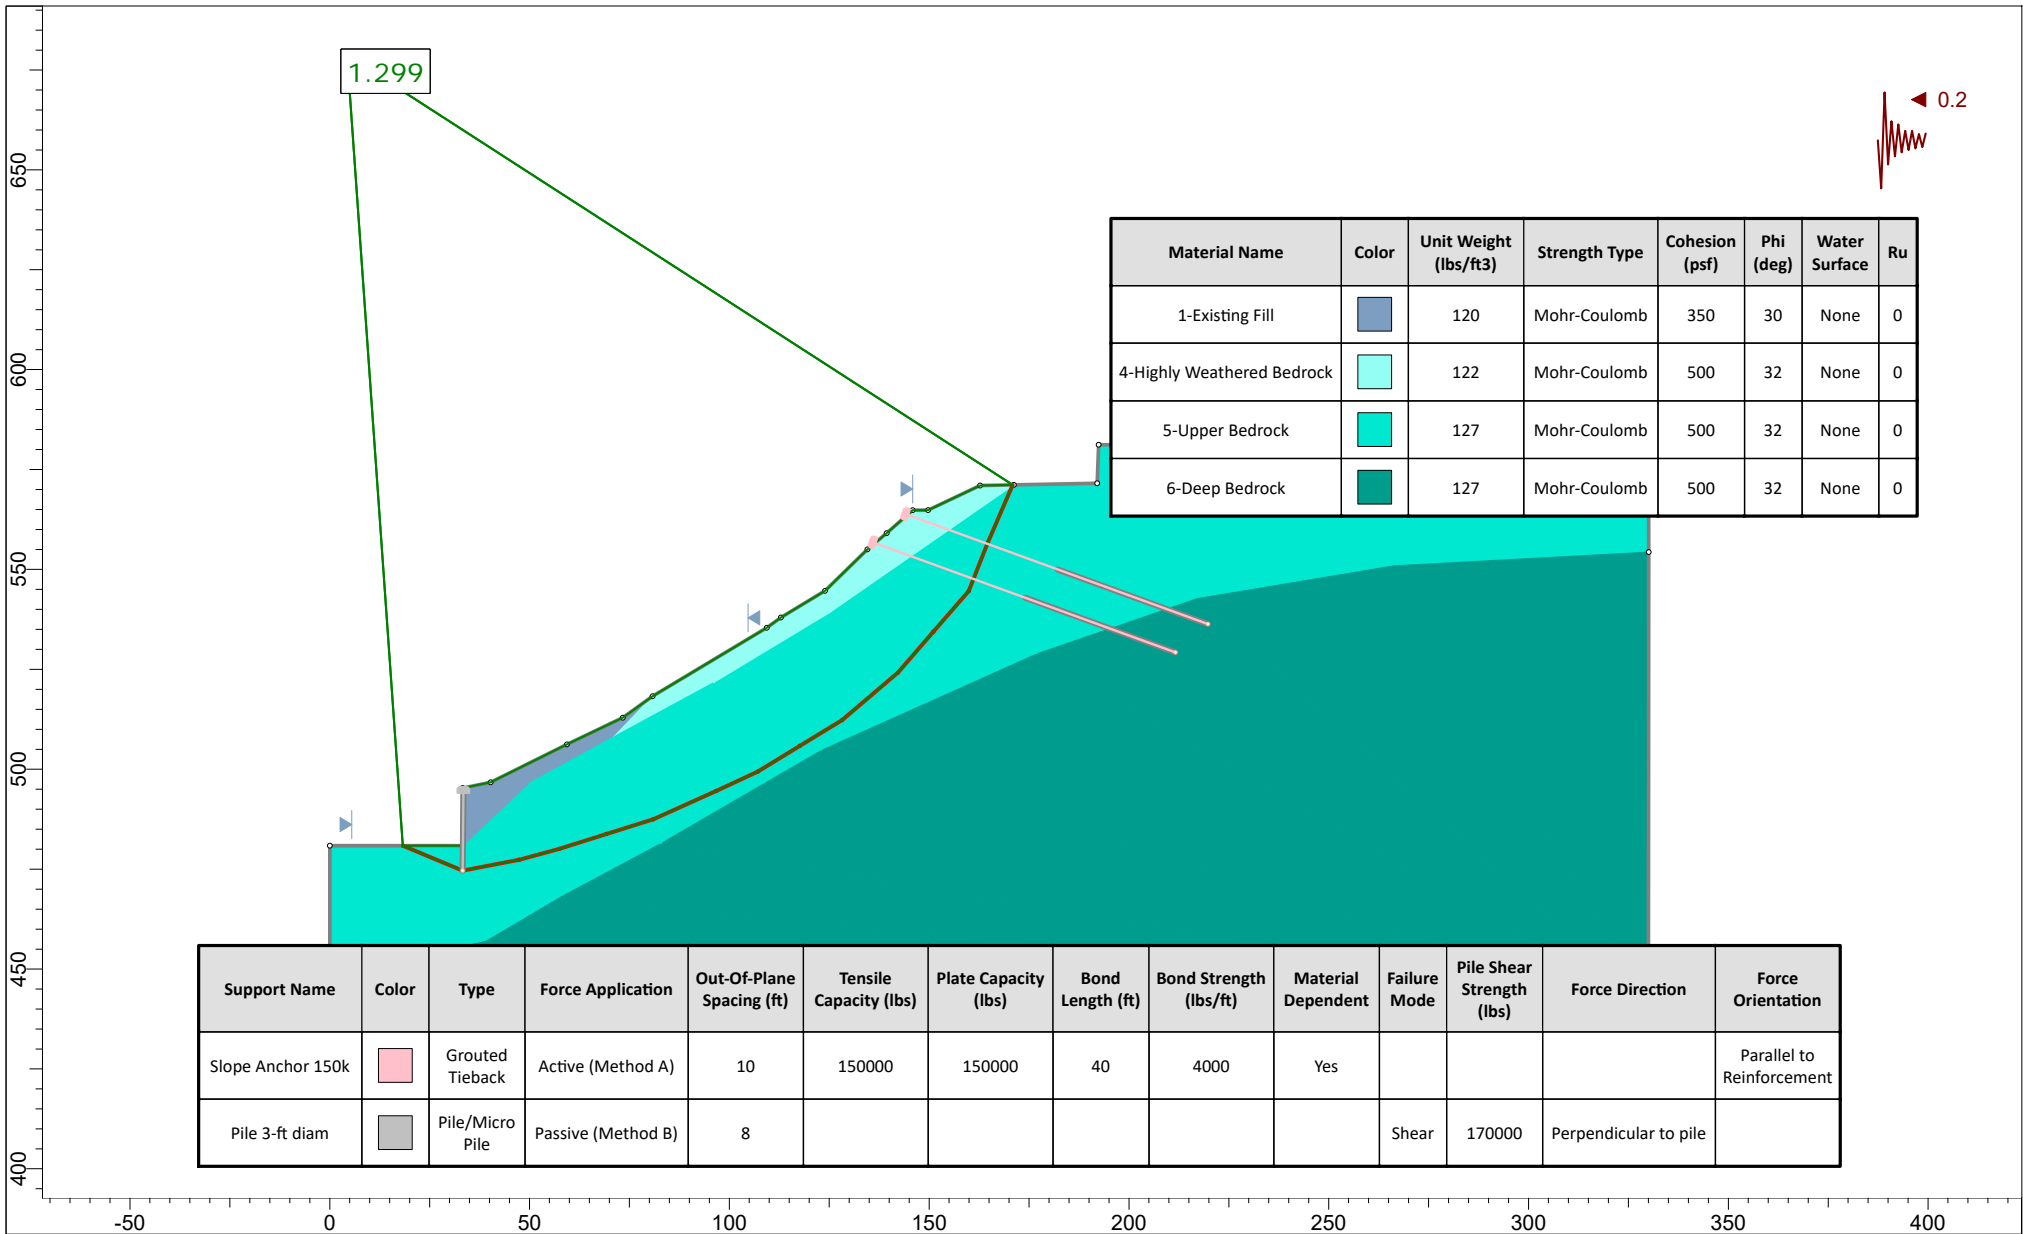 1.299
0.2
650
600
550
500
450
400
Material Name Color Unit Weight (lbs/ft3) Strength Type Cohesion (psf) Phi (deg) Water Surface Ru
1-Existing Fill 120 Mohr-Coulomb 350 30 None 0
4-Highly Weathered Bedrock 122 Mohr-Coulomb 500 32 None 0
5-Upper Bedrock 127 Mohr-Coulomb 500 32 None 0
6-Deep Bedrock 127 Mohr-Coulomb 500 32 None 0
Support Name Color Type Force Application Out-Of-Plane Spacing (ft) Tensile Capacity (lbs) Plate Capacity (lbs) Bond Length (ft) Bond Strength (lbs/ft) Material Dependent Failure Mode Pile Shear Strength (lbs) Force Direction Force Orientation
Slope Anchor 150k Grouted Tieback Active (Method A) 10 150000 150000 40 4000 Yes Parallel to Reinforcement
Pile 3-ft diam Pile/Micro Pile Passive (Method B) 8 Shear 170000 Perpendicular to pile
-50 0 50 100 150 200 250 300 350 400